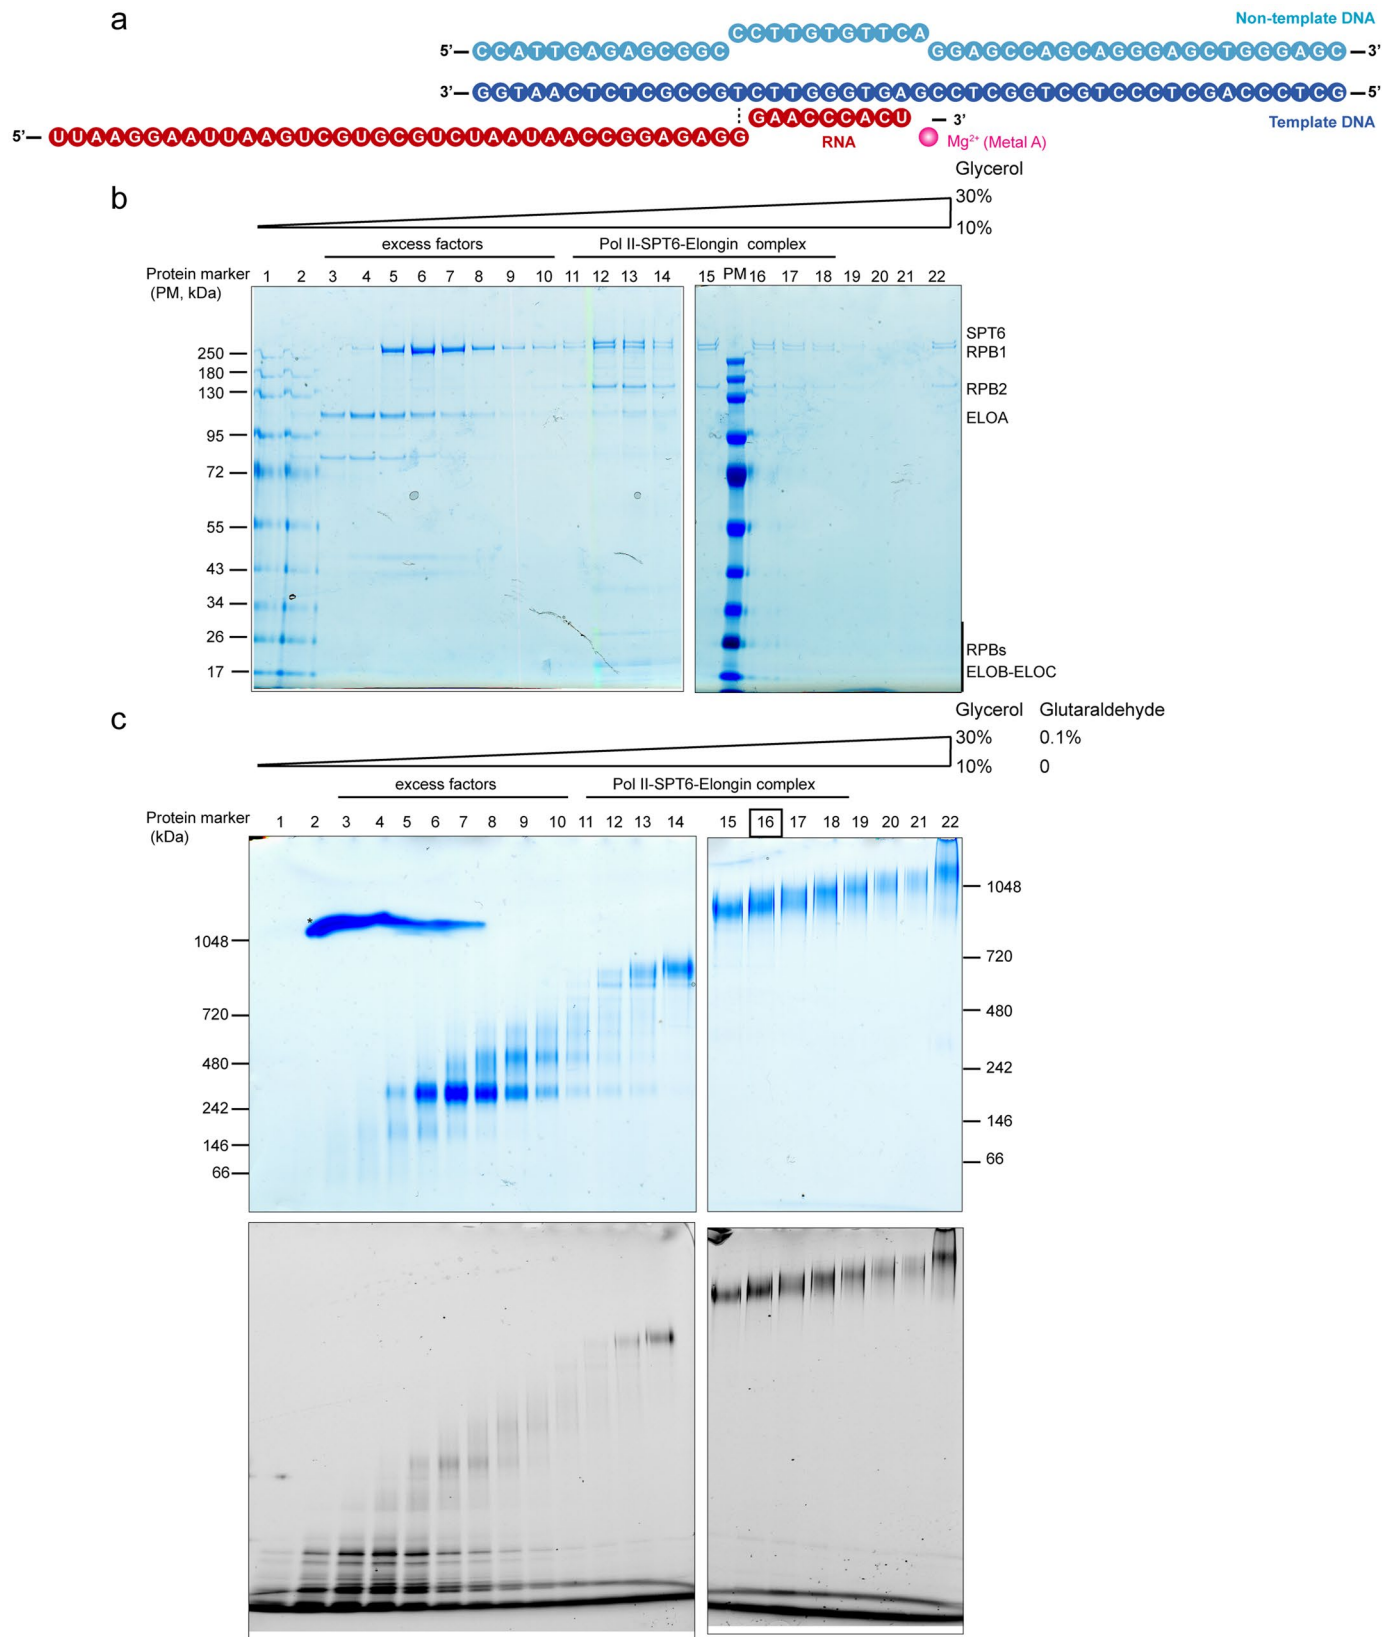 a
Non-template DNA
CCTTGTGTTCA
5’—CCATTGAGAGCGGC GGAGCCAGCAGGGAGCTGGGAGC—3’
3’—GGTAACTCTCGCCGTCTTGGGTGAGCCTCGGTCGTCCCTCGACCCTCG—5’
GAACCCACU — 3’
Template DNA
5’—UUAAGGAAUUAAGUCGUGCGUCUAAUAACCGGAGAGG
RNA
Mg²⁺ (Metal A)
b
Glycerol
30%
10%
excess factors
Pol II-SPT6-Elongin complex
Protein marker
(PM, kDa)
1 2 3 4 5 6 7 8 9 10 11 12 13 14 15 PM 16 17 18 19 20 21 22
250
180
130
95
72
55
43
34
26
17
SPT6
RPB1
RPB2
ELOA
RPBs
ELOB-ELOC
c
Glycerol Glutaraldehyde
30% 0.1%
10% 0
excess factors
Pol II-SPT6-Elongin complex
Protein marker
(kDa)
1 2 3 4 5 6 7 8 9 10 11 12 13 14 15 16 17 18 19 20 21 22
*
1048
720
480
242
146
66
1048
720
480
242
146
66